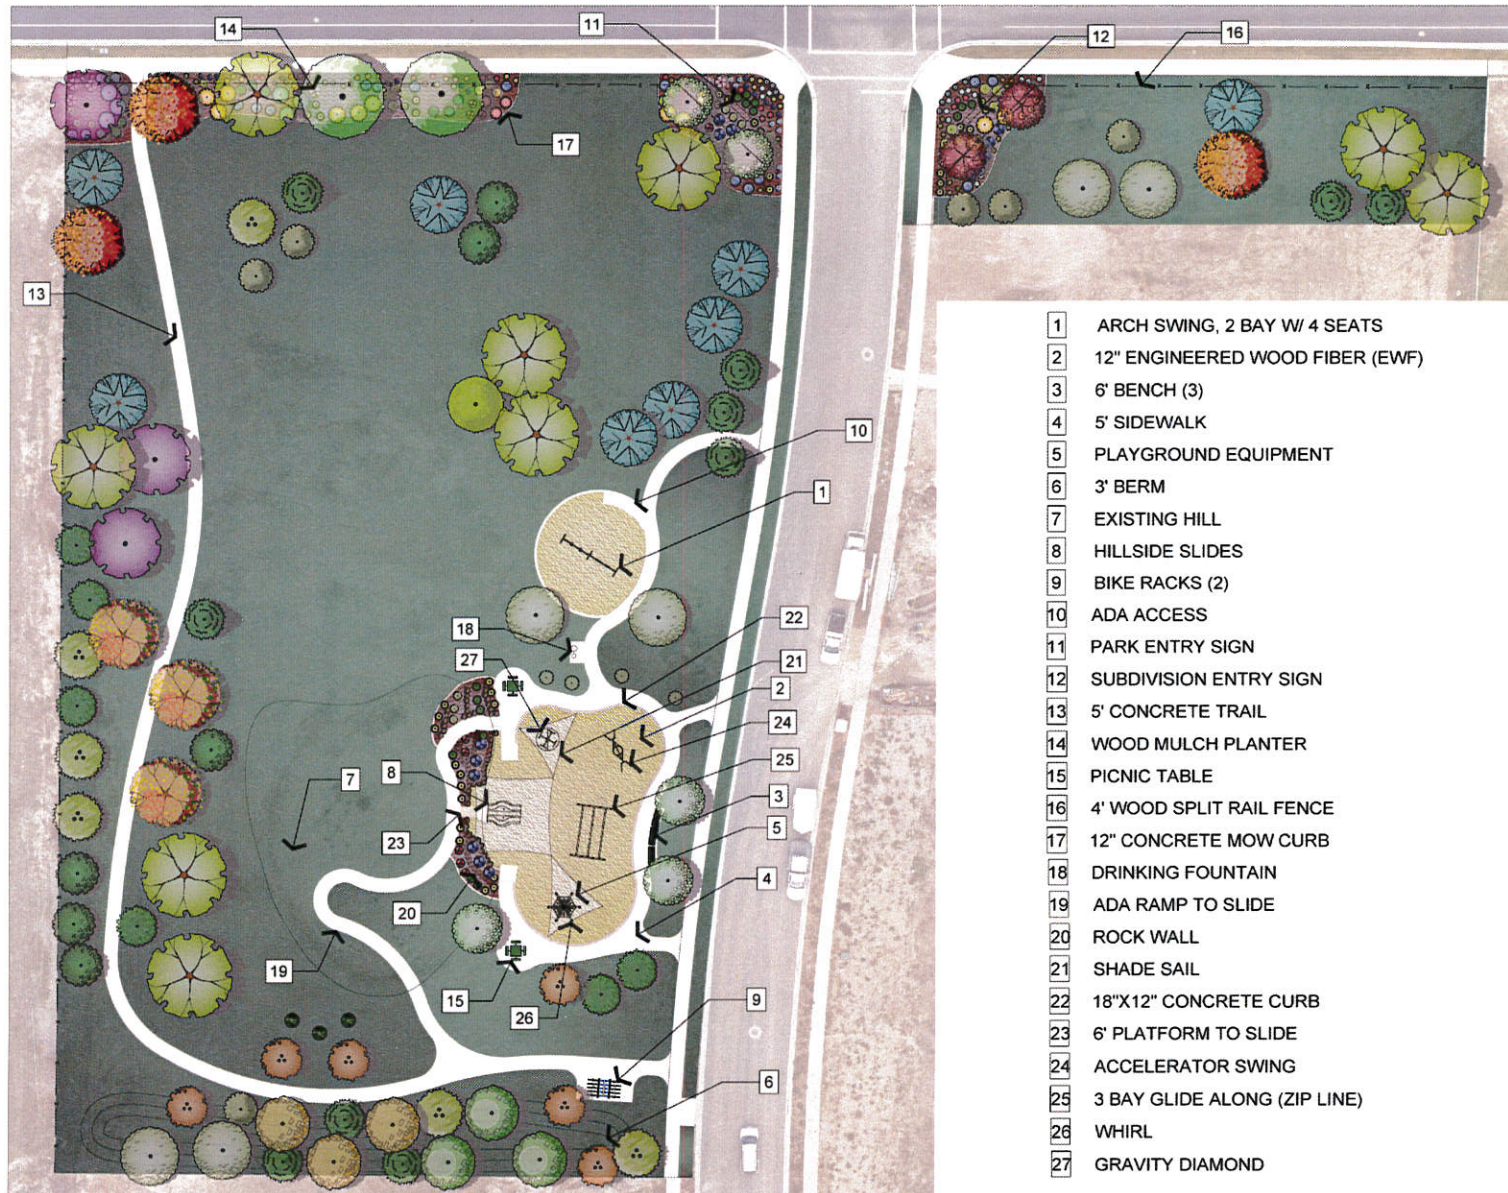 14
11
12
16
17
13
10
1
18
22
27
21
2
24
25
8
7
3
23
5
4
20
19
15
26
9
6
1 ARCH SWING, 2 BAY W/ 4 SEATS
2 12" ENGINEERED WOOD FIBER (EWF)
3 6' BENCH (3)
4 5' SIDEWALK
5 PLAYGROUND EQUIPMENT
6 3' BERM
7 EXISTING HILL
8 HILLSIDE SLIDES
9 BIKE RACKS (2)
10 ADA ACCESS
11 PARK ENTRY SIGN
12 SUBDIVISION ENTRY SIGN
13 5' CONCRETE TRAIL
14 WOOD MULCH PLANTER
15 PICNIC TABLE
16 4' WOOD SPLIT RAIL FENCE
17 12" CONCRETE MOW CURB
18 DRINKING FOUNTAIN
19 ADA RAMP TO SLIDE
20 ROCK WALL
21 SHADE SAIL
22 18"X12" CONCRETE CURB
23 6' PLATFORM TO SLIDE
24 ACCELERATOR SWING
25 3 BAY GLIDE ALONG (ZIP LINE)
26 WHIRL
27 GRAVITY DIAMOND